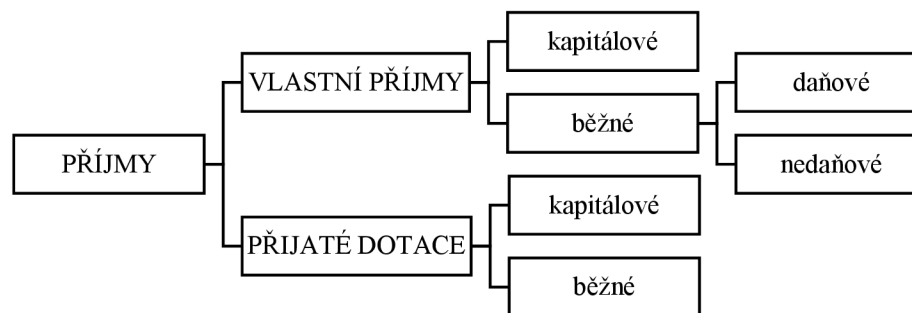 PŘÍJMY
VLASTNÍ PŘÍJMY
kapitálové
běžné
daňové
nedaňové
PŘIJATÉ DOTACE
kapitálové
běžné